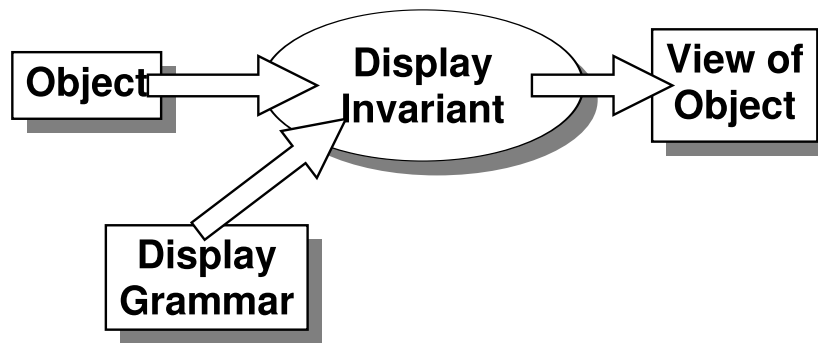 Object
Display
Invariant
View of
Object
Display
Grammar